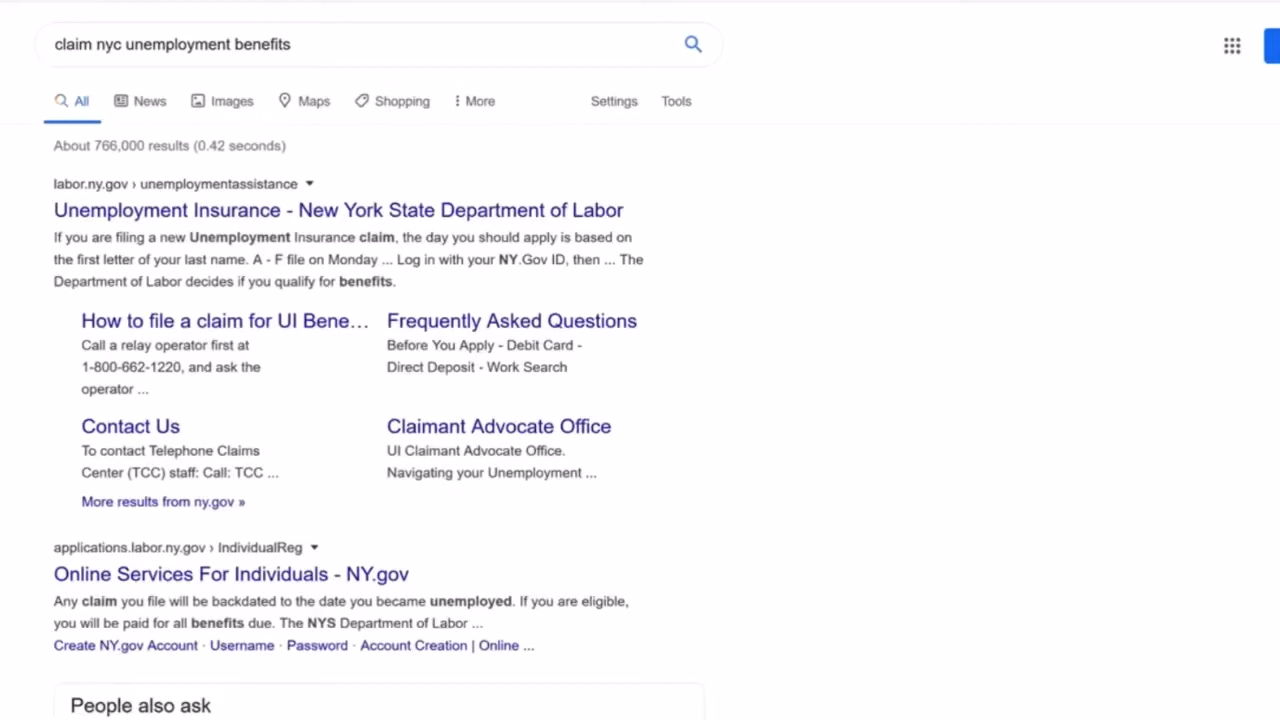 claim nyc unemployment benefits
All News Images Maps Shopping More Settings Tools
About 766,000 results (0.42 seconds)
labor.ny.gov › unemploymentassistance
Unemployment Insurance - New York State Department of Labor
If you are filing a new Unemployment Insurance claim, the day you should apply is based on
the first letter of your last name. A - F file on Monday ... Log in with your NY.Gov ID, then ... The
Department of Labor decides if you qualify for benefits.
How to file a claim for UI Bene...
Call a relay operator first at
1-800-662-1220, and ask the
operator ...
Frequently Asked Questions
Before You Apply - Debit Card -
Direct Deposit - Work Search
Contact Us
To contact Telephone Claims
Center (TCC) staff: Call: TCC ...
Claimant Advocate Office
UI Claimant Advocate Office.
Navigating your Unemployment ...
More results from ny.gov »
applications.labor.ny.gov › IndividualReg
Online Services For Individuals - NY.gov
Any claim you file will be backdated to the date you became unemployed. If you are eligible,
you will be paid for all benefits due. The NYS Department of Labor ...
Create NY.gov Account · Username · Password · Account Creation | Online ...
People also ask